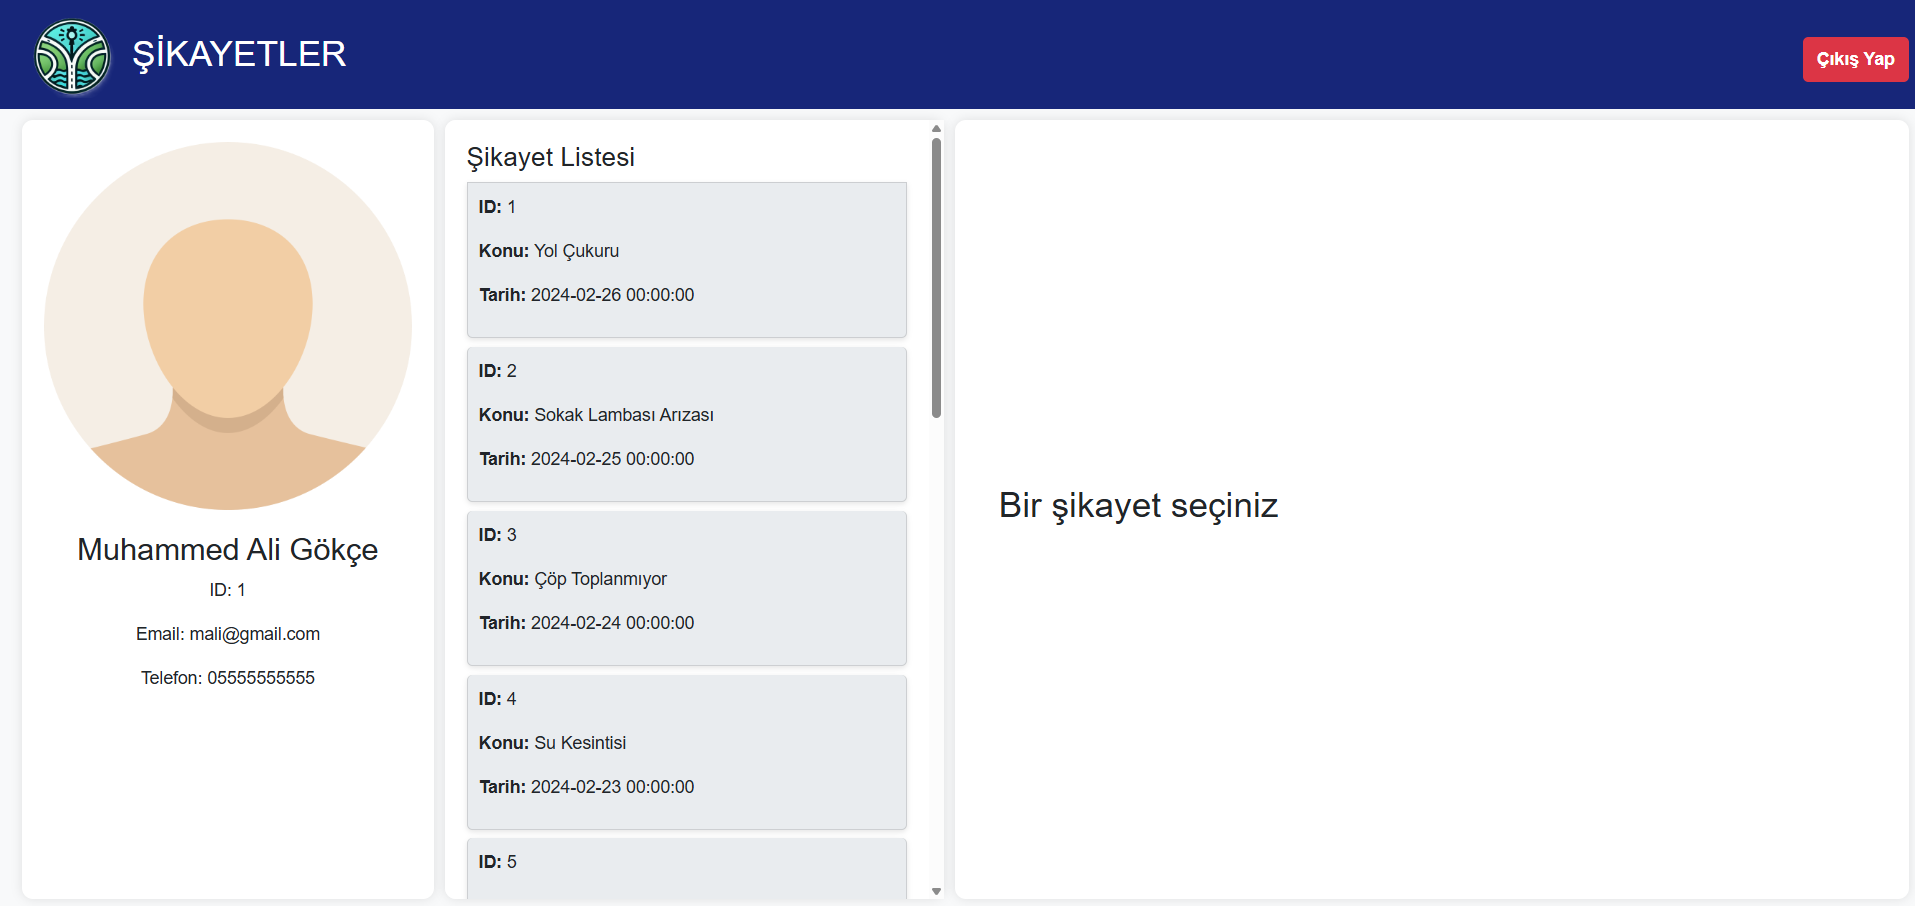 ŞİKAYETLER
Çıkış Yap
Muhammed Ali Gökçe
ID: 1
Email: mali@gmail.com
Telefon: 05555555555
Şikayet Listesi
ID: 1
Konu: Yol Çukuru
Tarih: 2024-02-26 00:00:00
ID: 2
Konu: Sokak Lambası Arızası
Tarih: 2024-02-25 00:00:00
ID: 3
Konu: Çöp Toplanmıyor
Tarih: 2024-02-24 00:00:00
ID: 4
Konu: Su Kesintisi
Tarih: 2024-02-23 00:00:00
ID: 5
Bir şikayet seçiniz